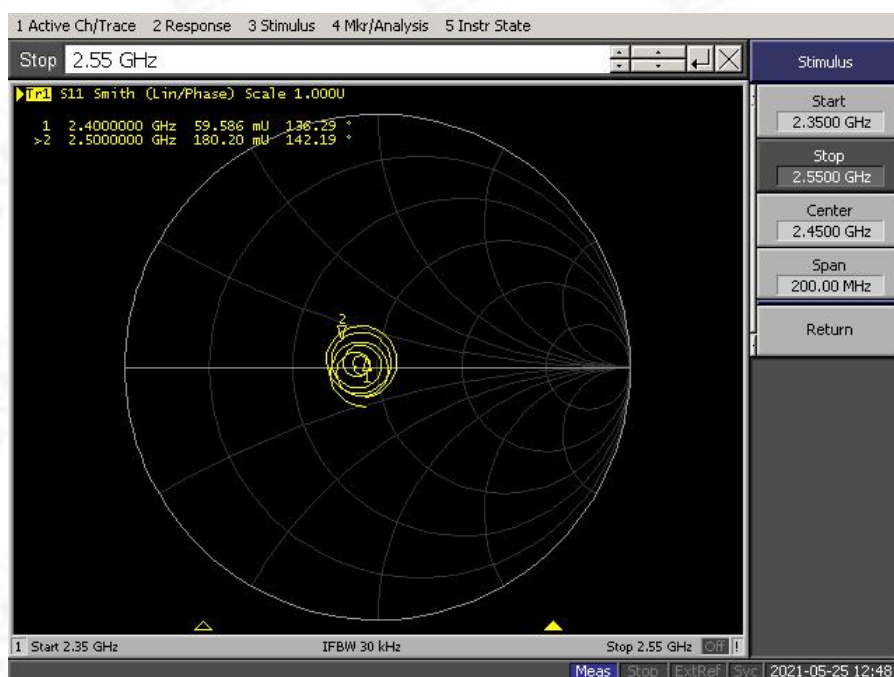 1 Active Ch/Trace 2 Response 3 Stimulus 4 Mkr/Analysis 5 Instr State
Stop 2.55 GHz
Tr1 S11 Smith (Lin/Phase) Scale 1.000U
1 2.4000000 GHz 59.586 mU 136.29 °
>2 2.5000000 GHz 180.20 mU 142.19 °
2
1
1 Start 2.35 GHz IFBW 30 kHz Stop 2.55 GHz Off !
Meas Stop ExtRef Svc 2021-05-25 12:48
Stimulus
Start
2.3500 GHz
Stop
2.5500 GHz
Center
2.4500 GHz
Span
200.00 MHz
Return